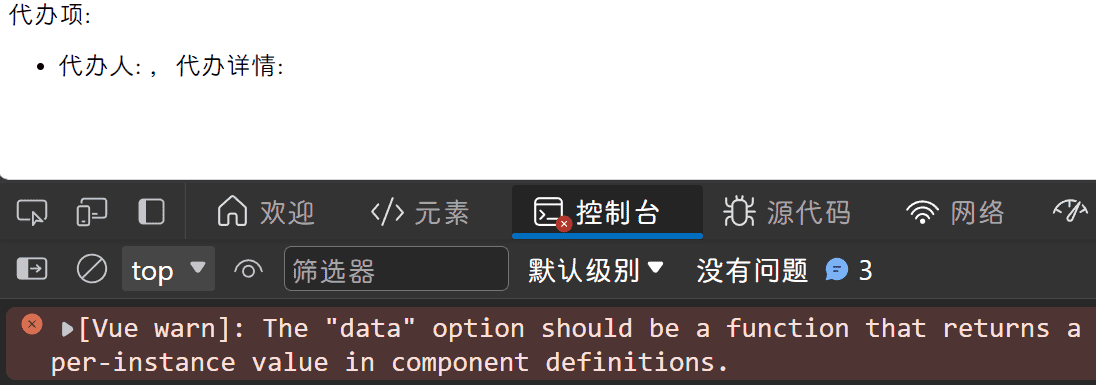 代办项:
代办人: , 代办详情:
欢迎 元素 控制台 源代码 网络
top 筛选器 默认级别 没有问题 3
[Vue warn]: The "data" option should be a function that returns a
per-instance value in component definitions.